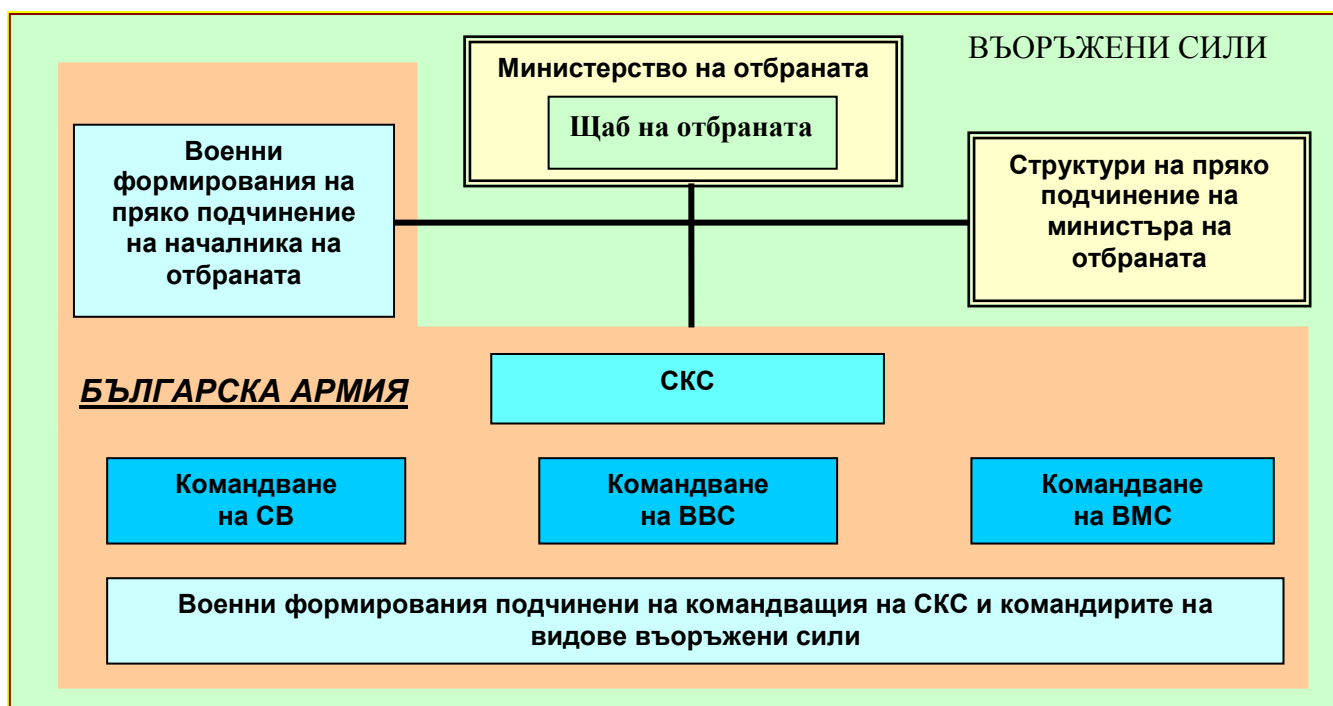 ВЪОРЪЖЕНИ СИЛИ
Министерство на отбраната
Щаб на отбраната
Военни
формирования на
пряко подчинение
на началника на
отбраната
Структури на пряко
подчинение на
министъра на
отбраната
БЪЛГАРСКА АРМИЯ
СКС
Командване
на СВ
Командване
на ВВС
Командване
на ВМС
Военни формирования подчинени на командващия на СКС и командирите на
видове въоръжени сили